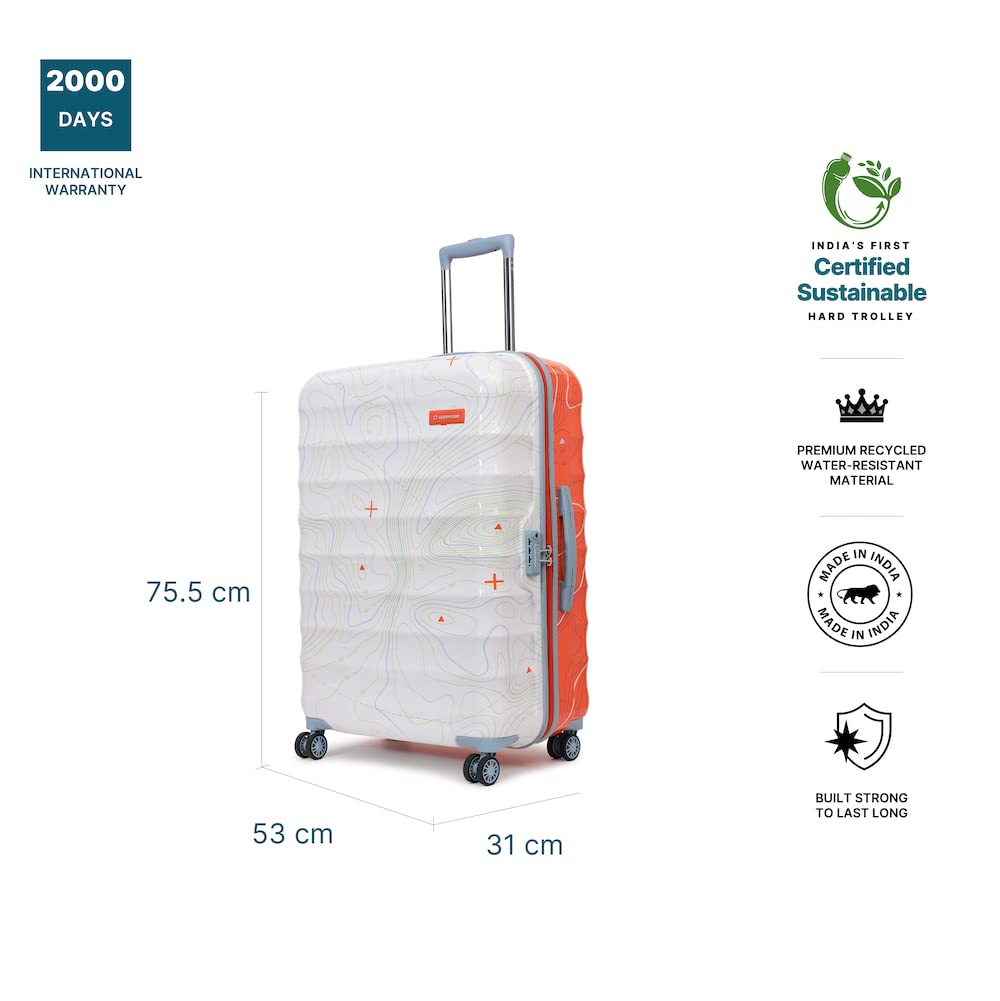 2000
DAYS
INTERNATIONAL
WARRANTY
INDIA'S FIRST
Certified
Sustainable
HARD TROLLEY
uppercase
PREMIUM RECYCLED
WATER-RESISTANT
MATERIAL
75.5 cm
MADE IN INDIA
MADE IN INDIA
53 cm
31 cm
BUILT STRONG
TO LAST LONG